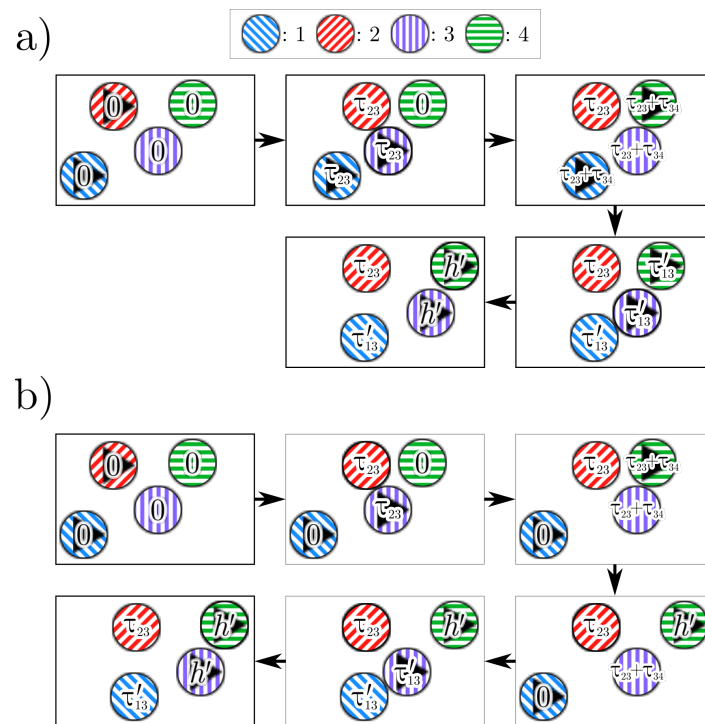 : 1 : 2 : 3 : 4
a)
0 0 0 0
τ₂₃ 0 τ₂₃ τ₂₃
τ₂₃ τ₂₃+τ₃₄ τ₂₃+τ₃₄ τ₂₃+τ₃₄
τ₂₃ h′ h′ τ′₁₃
τ₂₃ τ′₁₃ τ′₁₃ τ′₁₃
b)
0 0 0 0
τ₂₃ 0 τ₂₃ 0
τ₂₃ τ₂₃+τ₃₄ τ₂₃+τ₃₄ 0
τ₂₃ h′ h′ τ′₁₃
τ₂₃ h′ τ′₁₃ τ′₁₃
τ₂₃ h′ τ₂₃+τ₃₄ 0